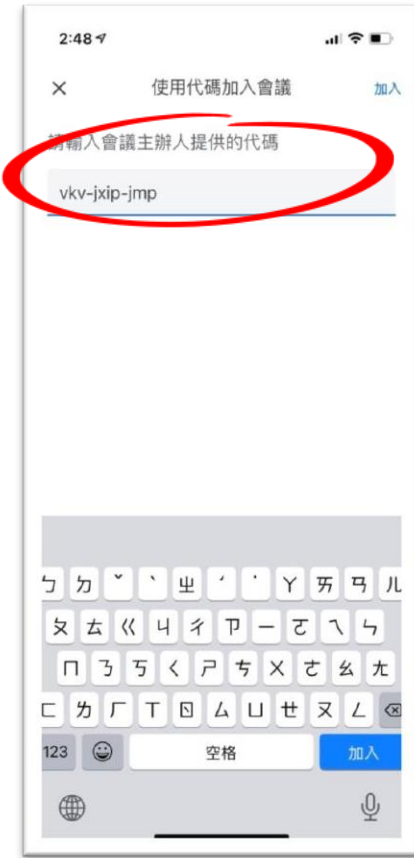 2:48
使用代碼加入會議 加入
請輸入會議主辦人提供的代碼
vkv-jxip-jmp
ㄅ ㄉ ˇ ˋ ㄓ ˊ ˙ ㄚ ㄞ ㄢ ㄦ
ㄆ ㄊ ㄍ ㄐ ㄔ ㄗ ㄧ ㄛ ㄟ ㄣ
ㄇ ㄋ ㄎ ㄑ ㄕ ㄘ ㄨ ㄜ ㄠ ㄤ
ㄈ ㄌ ㄏ ㄒ ㄖ ㄙ ㄩ ㄝ ㄡ ㄥ
123 空格 加入